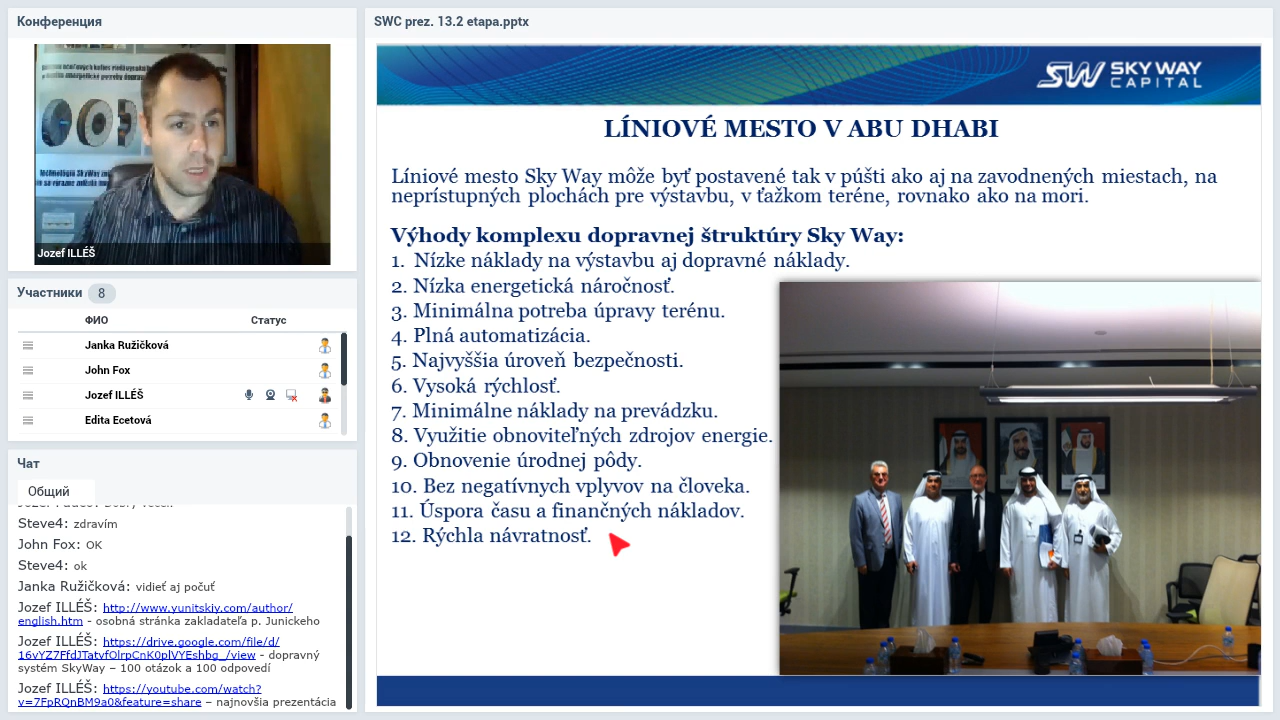 Конференция
Jozef ILLÉŠ
Участники 8
ФИО Статус
Janka Ružičková
John Fox
Jozef ILLÉŠ
Edita Ecetová
Чат
Общий
Steve4: zdravím
John Fox: OK
Steve4: ok
Janka Ružičková: vidieť aj počuť
Jozef ILLÉŠ: http://www.yunitskiy.com/author/
english.htm - osobná stránka zakladateľa p. Junickeho
Jozef ILLÉŠ: https://drive.google.com/file/d/
16vYZ7FfdJTatvfOlrpCnK0plVYEshbg_/view - dopravný
systém SkyWay – 100 otázok a 100 odpovedí
Jozef ILLÉŠ: https://youtube.com/watch?
v=7FpRQnBM9a0&feature=share – najnovšia prezentácia
SWC prez. 13.2 etapa.pptx
SW SKY WAY
CAPITAL
LÍNIOVÉ MESTO V ABU DHABI
Líniové mesto Sky Way môže byť postavené tak v púšti ako aj na zavodnených miestach, na
neprístupných plochách pre výstavbu, v ťažkom teréne, rovnako ako na mori.
Výhody komplexu dopravnej štruktúry Sky Way:
1. Nízke náklady na výstavbu aj dopravné náklady.
2. Nízka energetická náročnosť.
3. Minimálna potreba úpravy terénu.
4. Plná automatizácia.
5. Najvyššia úroveň bezpečnosti.
6. Vysoká rýchlosť.
7. Minimálne náklady na prevádzku.
8. Využitie obnoviteľných zdrojov energie.
9. Obnovenie úrodnej pôdy.
10. Bez negatívnych vplyvov na človeka.
11. Úspora času a finančných nákladov.
12. Rýchla návratnosť.